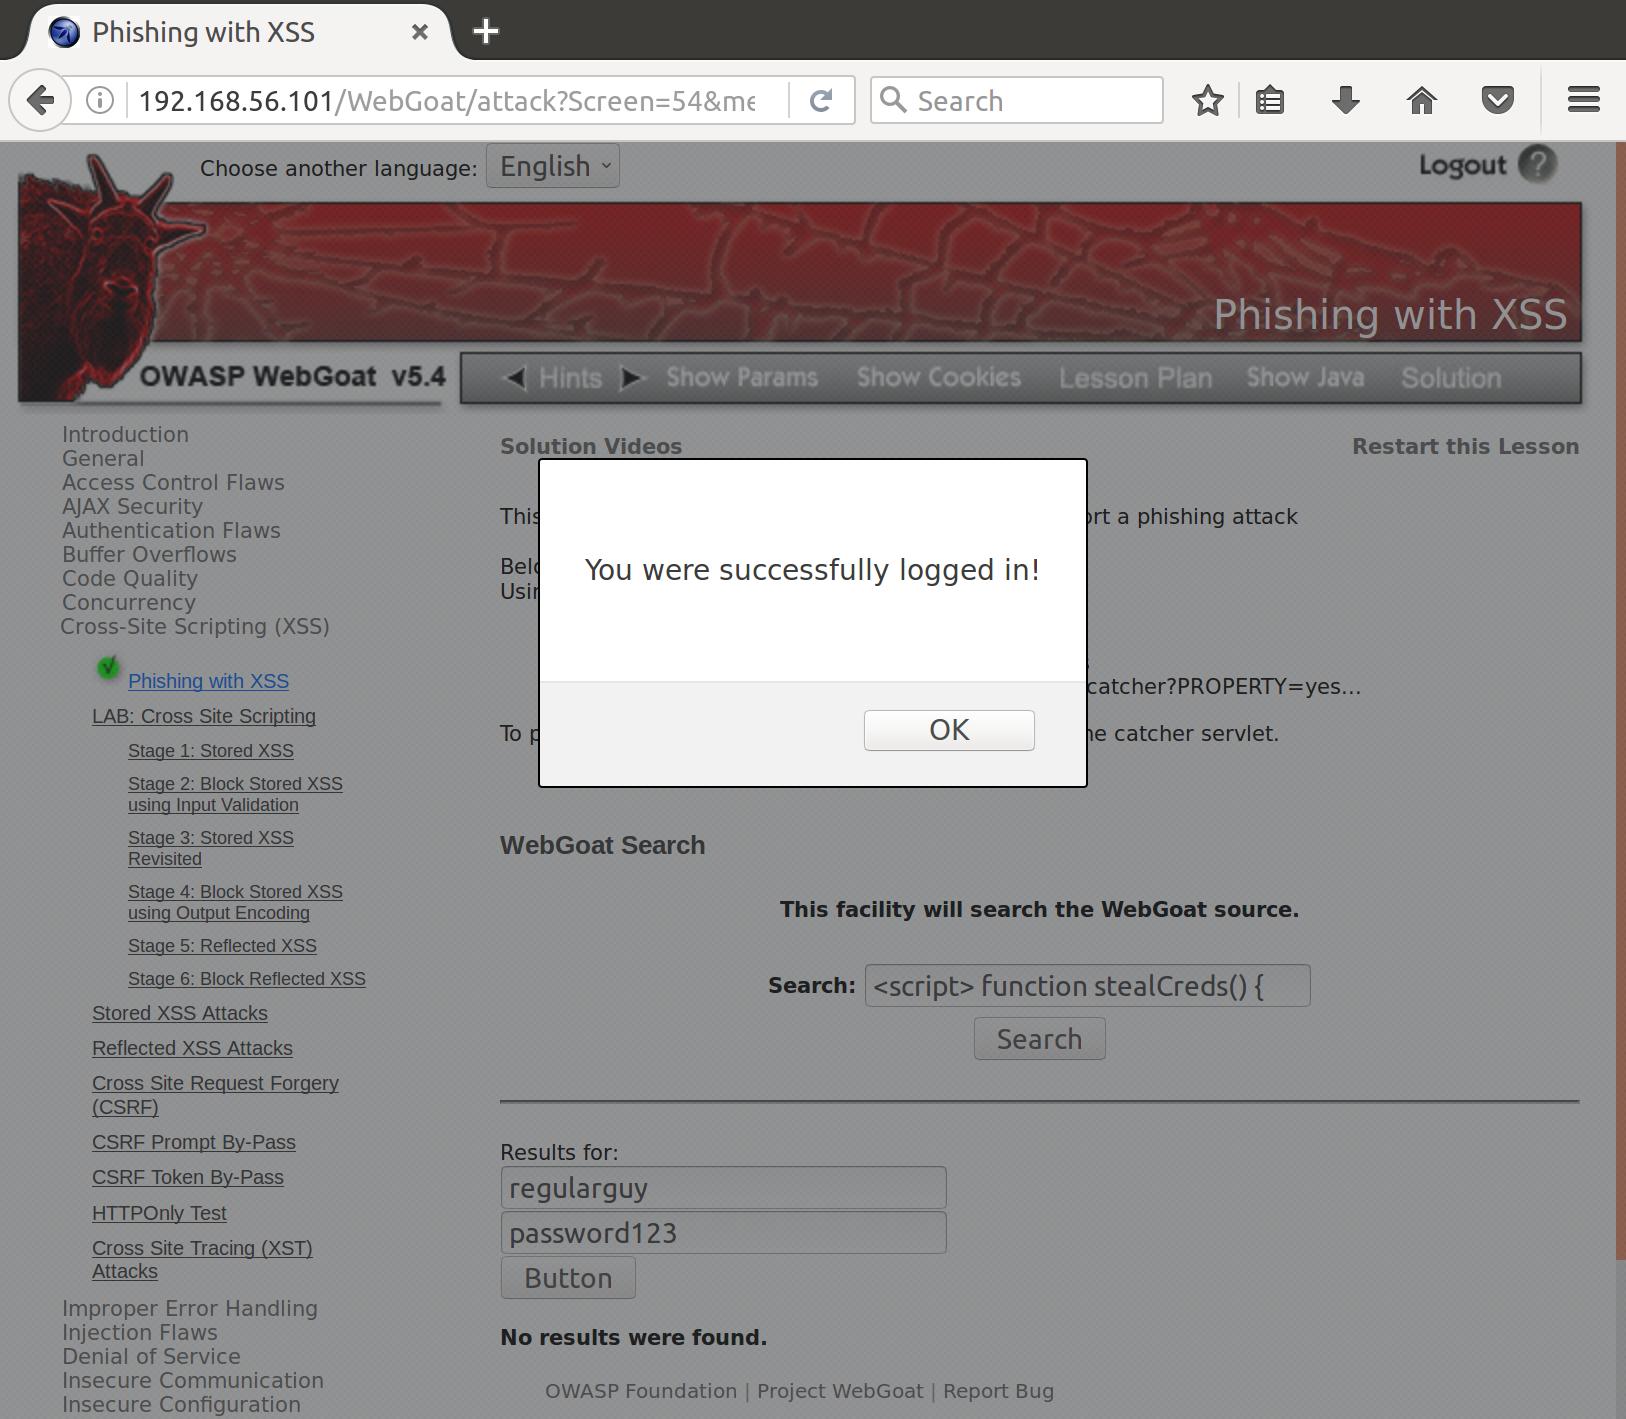 Phishing with XSS
192.168.56.101/WebGoat/attack?Screen=54&me
Search
Choose another language: English
Logout ?
Phishing with XSS
OWASP WebGoat v5.4
Hints Show Params Show Cookies Lesson Plan Show Java Solution
Introduction
General
Access Control Flaws
AJAX Security
Authentication Flaws
Buffer Overflows
Code Quality
Concurrency
Cross-Site Scripting (XSS)
Phishing with XSS
LAB: Cross Site Scripting
Stage 1: Stored XSS
Stage 2: Block Stored XSS
using Input Validation
Stage 3: Stored XSS
Revisited
Stage 4: Block Stored XSS
using Output Encoding
Stage 5: Reflected XSS
Stage 6: Block Reflected XSS
Stored XSS Attacks
Reflected XSS Attacks
Cross Site Request Forgery
(CSRF)
CSRF Prompt By-Pass
CSRF Token By-Pass
HTTPOnly Test
Cross Site Tracing (XST)
Attacks
Improper Error Handling
Injection Flaws
Denial of Service
Insecure Communication
Insecure Configuration
Solution Videos Restart this Lesson
This a phishing attack
You were successfully logged in!
catcher?PROPERTY=yes...
To catcher servlet.
OK
WebGoat Search
This facility will search the WebGoat source.
Search: <script> function stealCreds() {
Search
Results for:
regularguy
password123
Button
No results were found.
OWASP Foundation | Project WebGoat | Report Bug